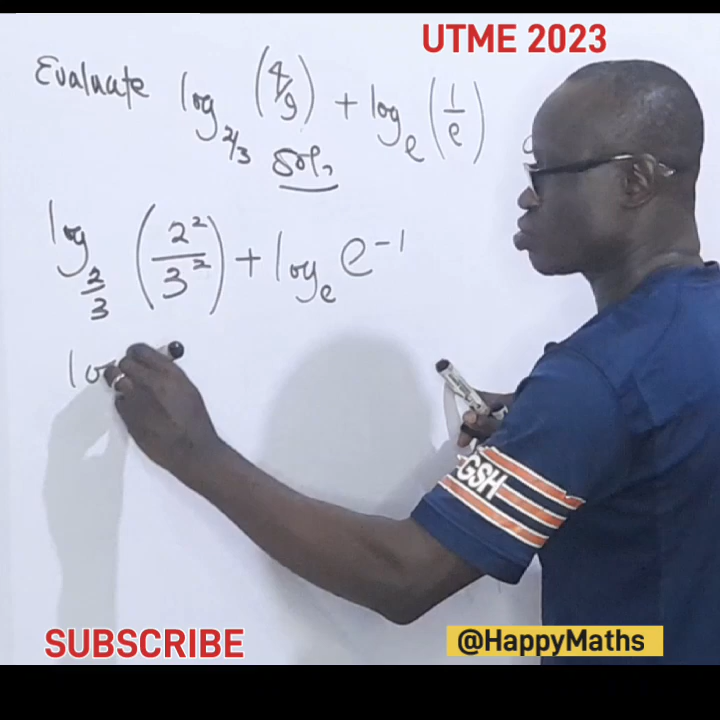 UTME 2023
Evaluate log_{2/3} (4/9) + log_e (1/e)
Soln
log_{2/3} (2²/3²) + log_e e⁻¹
lo
GSH
SUBSCRIBE
@HappyMaths